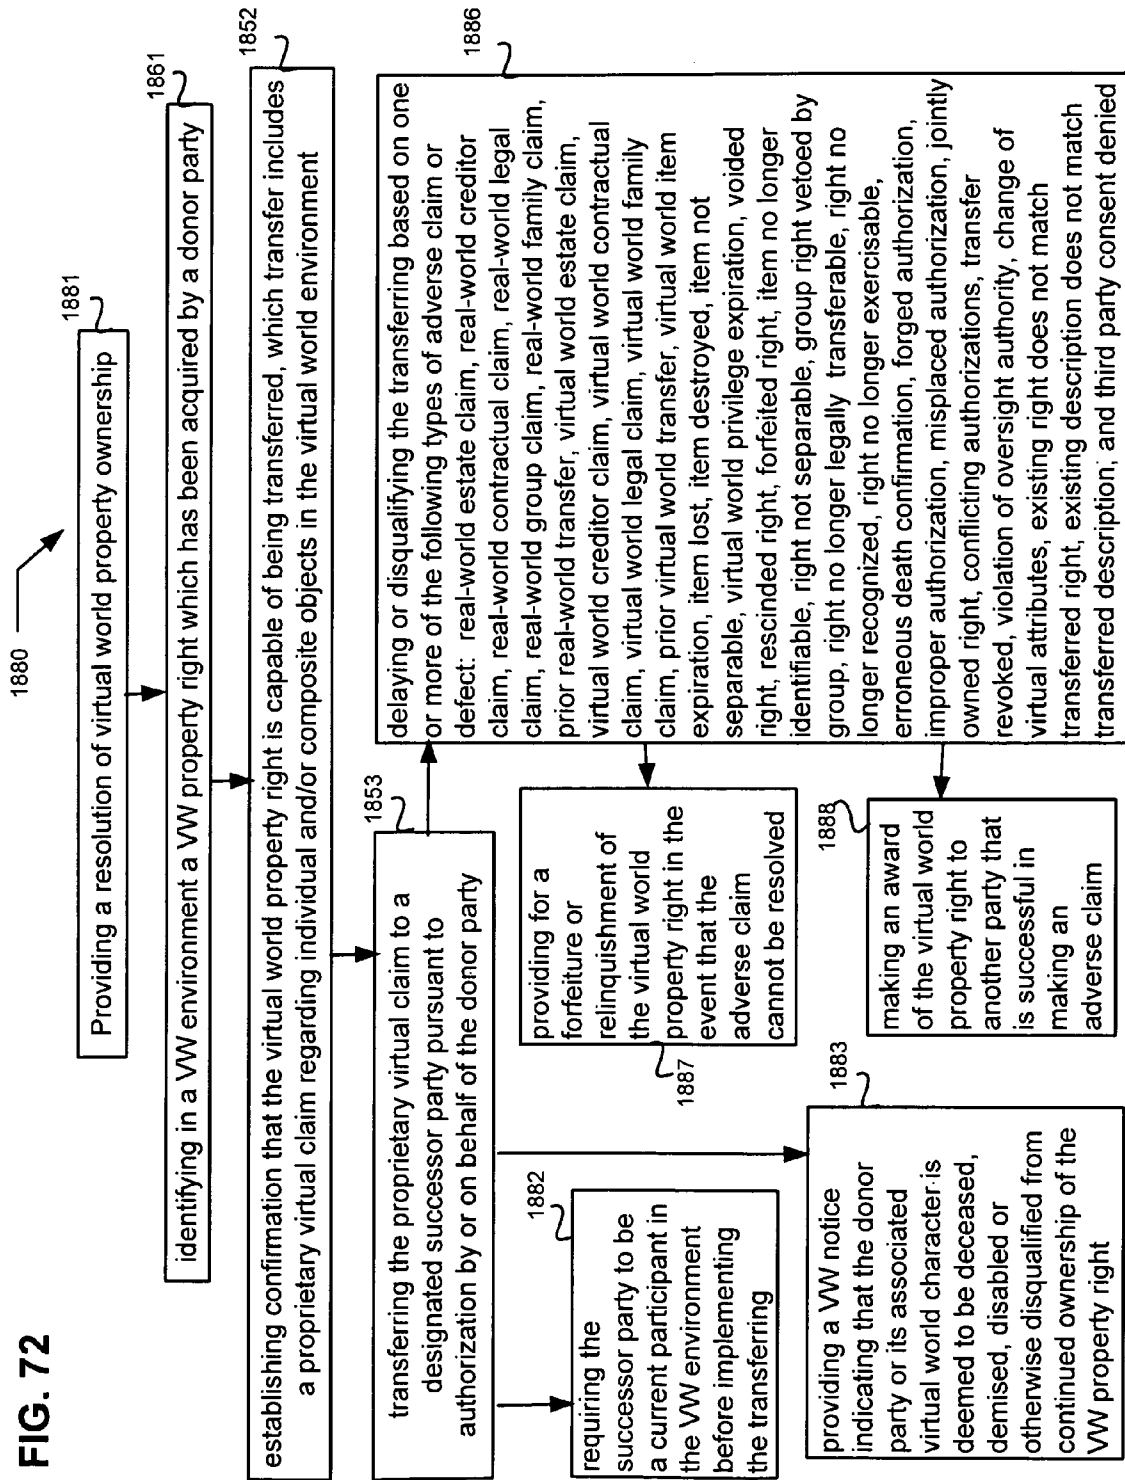 FIG. 72
1880
1881
Providing a resolution of virtual world property ownership
1861
identifying in a VW environment a VW property right which has been acquired by a donor party
1852
establishing confirmation that the virtual world property right is capable of being transferred, which transfer includes
a proprietary virtual claim regarding individual and/or composite objects in the virtual world environment
1853
transferring the proprietary virtual claim to a
designated successor party pursuant to
authorization by or on behalf of the donor party
1886
delaying or disqualifying the transferring based on one
or more of the following types of adverse claim or
defect: real-world estate claim, real-world creditor
claim, real-world contractual claim, real-world legal
claim, real-world group claim, real-world family claim,
prior real-world transfer, virtual world estate claim,
virtual world creditor claim, virtual world contractual
claim, virtual world legal claim, virtual world family
claim, prior virtual world transfer, virtual world item
expiration, item lost, item destroyed, item not
separable, virtual world privilege expiration, voided
right, rescinded right, forfeited right, item no longer
identifiable, right not separable, group right vetoed by
group, right no longer legally transferable, right no
longer recognized, right no longer exercisable,
erroneous death confirmation, forged authorization,
improper authorization, misplaced authorization, jointly
owned right, conflicting authorizations, transfer
revoked, violation of oversight authority, change of
virtual attributes, existing right does not match
transferred right, existing description does not match
transferred description, and third party consent denied
1882
requiring the
successor party to be
a current participant in
the VW environment
before implementing
the transferring
1887
providing for a
forfeiture or
relinquishment of
the virtual world
property right in the
event that the
adverse claim
cannot be resolved
1883
providing a VW notice
indicating that the donor
party or its associated
virtual world character is
deemed to be deceased,
demised, disabled or
otherwise disqualified from
continued ownership of the
VW property right
1888
making an award
of the virtual world
property right to
another party that
is successful in
making an
adverse claim